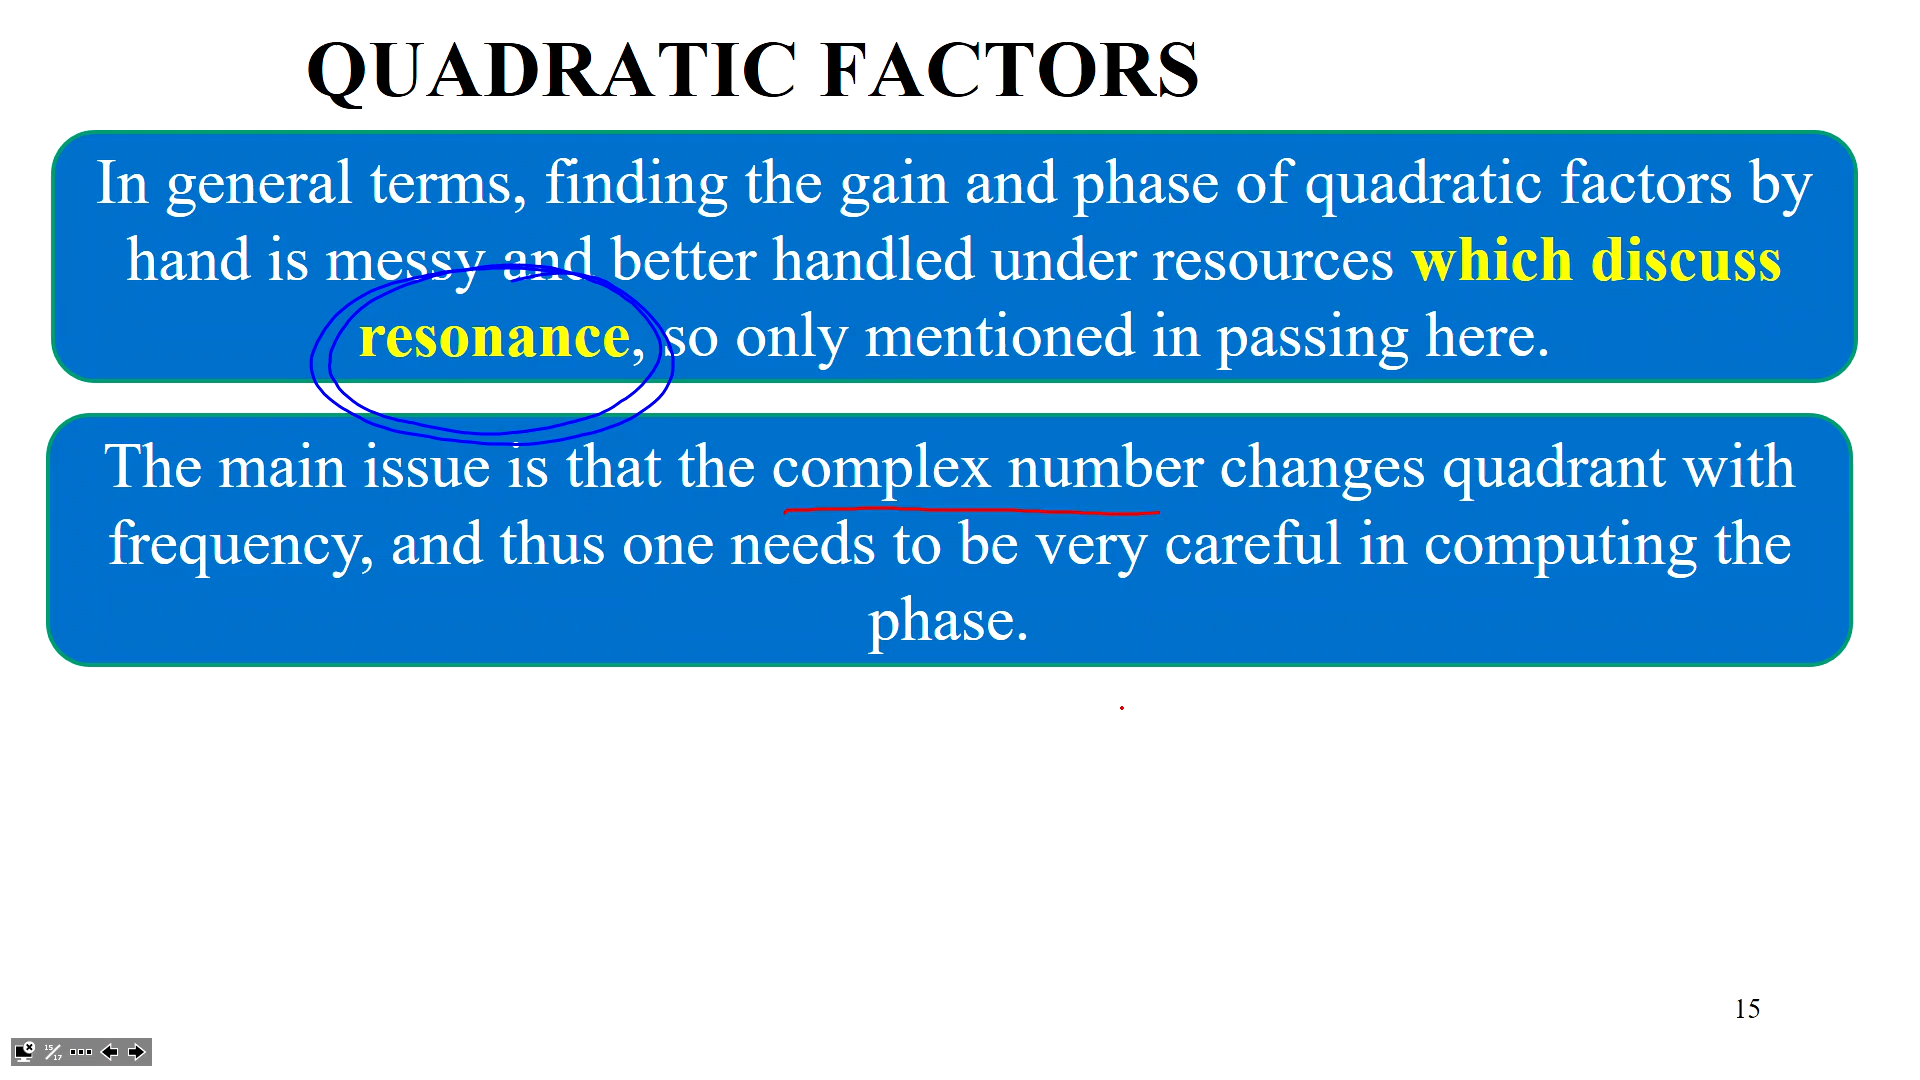 QUADRATIC FACTORS
In general terms, finding the gain and phase of quadratic factors by
hand is messy and better handled under resources which discuss
resonance, so only mentioned in passing here.
The main issue is that the complex number changes quadrant with
frequency, and thus one needs to be very careful in computing the
phase.
15
15/17